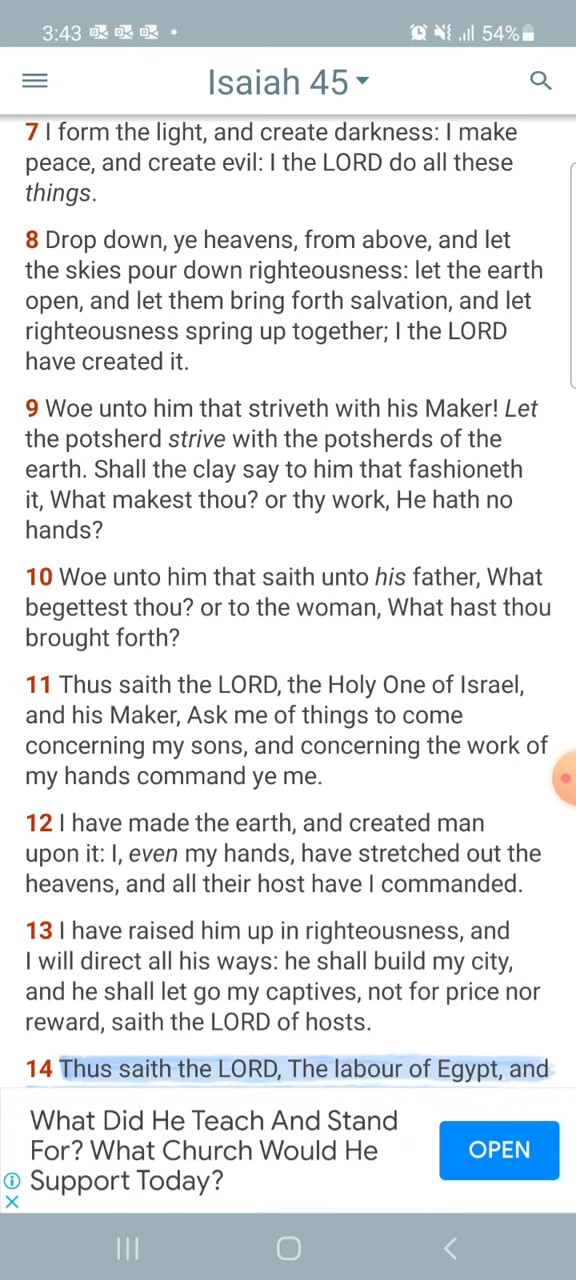 3:43
54%
Isaiah 45
7 I form the light, and create darkness: I make
peace, and create evil: I the LORD do all these
things.
8 Drop down, ye heavens, from above, and let
the skies pour down righteousness: let the earth
open, and let them bring forth salvation, and let
righteousness spring up together; I the LORD
have created it.
9 Woe unto him that striveth with his Maker! Let
the potsherd strive with the potsherds of the
earth. Shall the clay say to him that fashioneth
it, What makest thou? or thy work, He hath no
hands?
10 Woe unto him that saith unto his father, What
begettest thou? or to the woman, What hast thou
brought forth?
11 Thus saith the LORD, the Holy One of Israel,
and his Maker, Ask me of things to come
concerning my sons, and concerning the work of
my hands command ye me.
12 I have made the earth, and created man
upon it: I, even my hands, have stretched out the
heavens, and all their host have I commanded.
13 I have raised him up in righteousness, and
I will direct all his ways: he shall build my city,
and he shall let go my captives, not for price nor
reward, saith the LORD of hosts.
14 Thus saith the LORD, The labour of Egypt, and
What Did He Teach And Stand
For? What Church Would He
Support Today?
OPEN